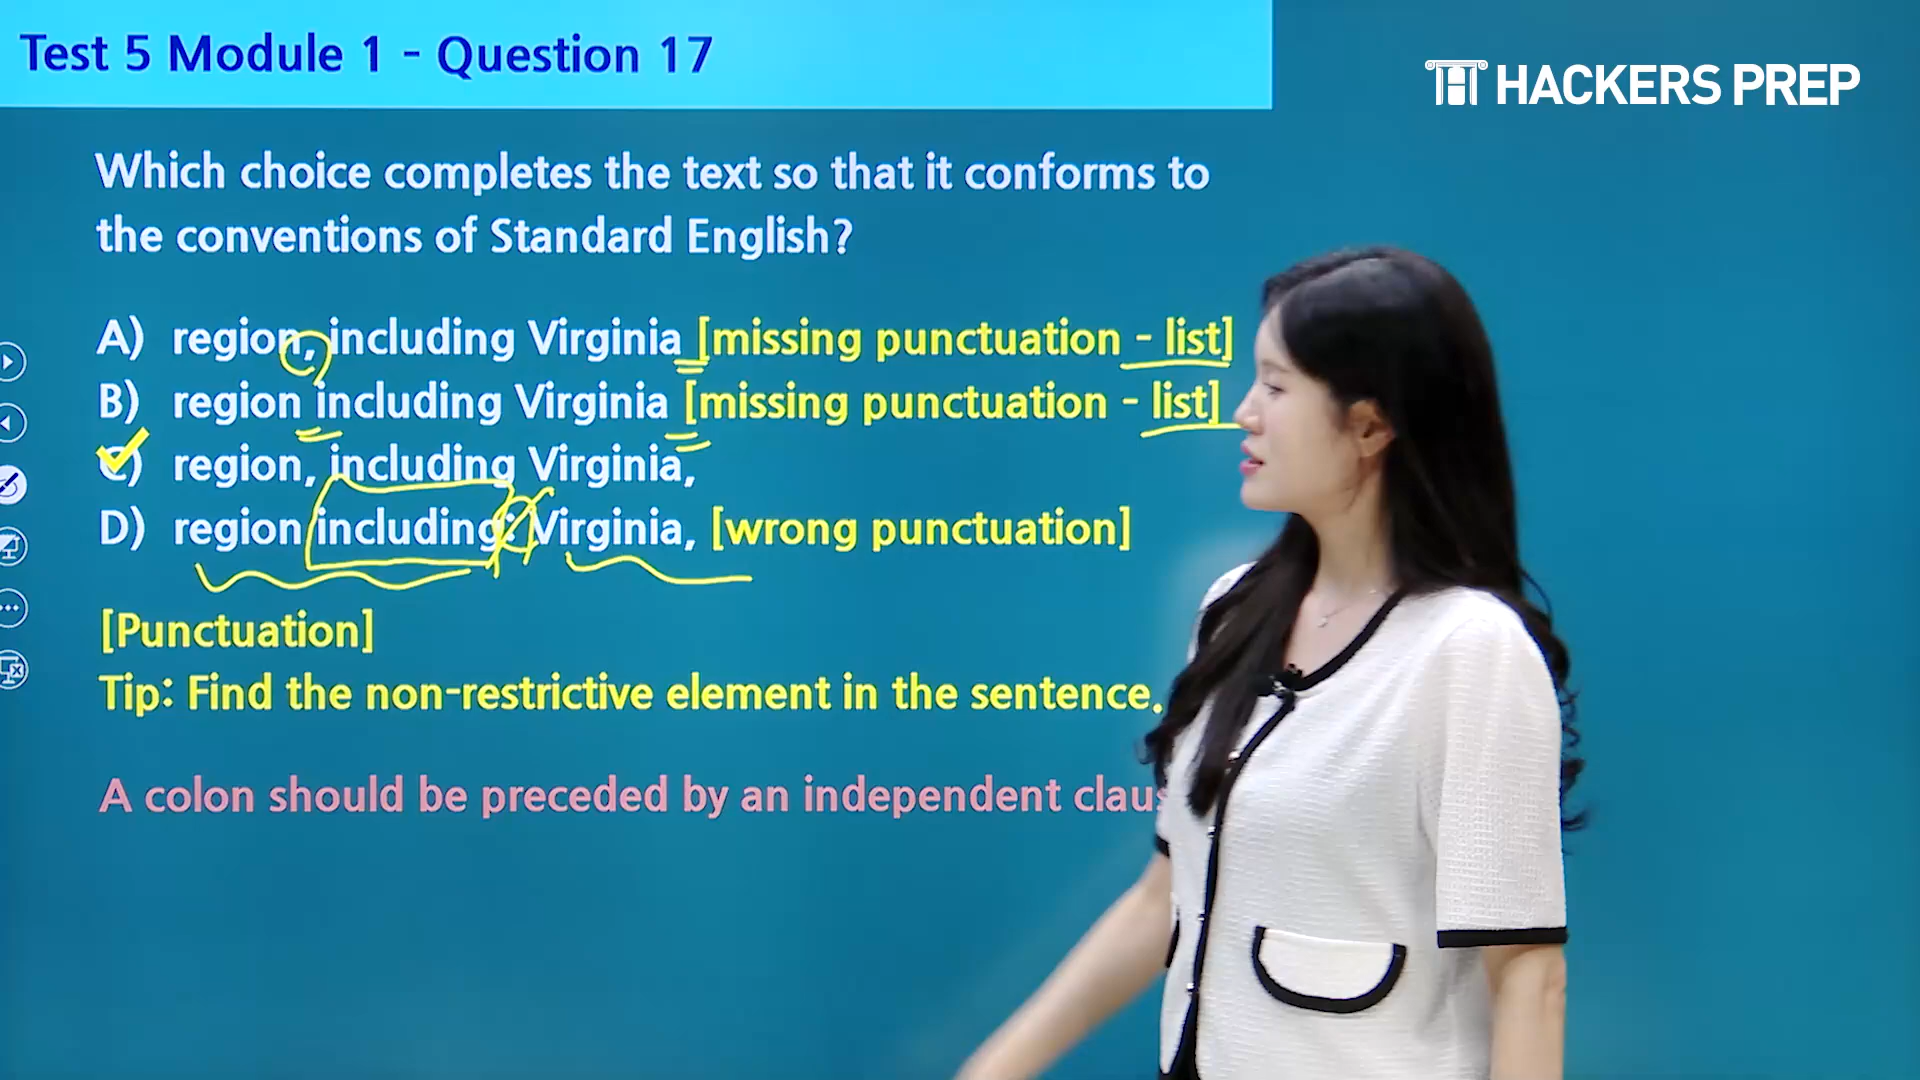 Test 5 Module 1 - Question 17
HACKERS PREP
Which choice completes the text so that it conforms to
the conventions of Standard English?
A) region, including Virginia [missing punctuation - list]
B) region including Virginia [missing punctuation - list]
C) region, including Virginia,
D) region including: Virginia, [wrong punctuation]
[Punctuation]
Tip: Find the non-restrictive element in the sentence.
A colon should be preceded by an independent claus